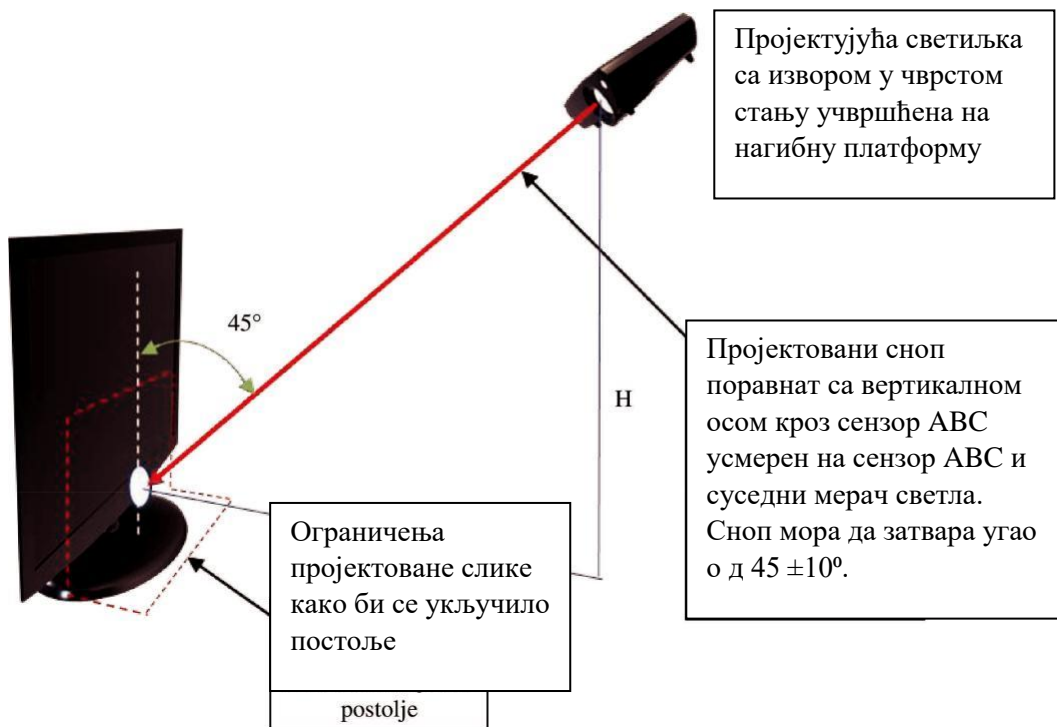 Пројектујућа светиљка
са извором у чврстом
стању учвршћена на
нагибну платформу
45°
H
Пројектовани сноп
поравнат са вертикалном
осом кроз сензор ABC
усмерен на сензор ABC и
суседни мерач светла.
Сноп мора да затвара угао
о д 45 ±10⁰.
Ограничења
пројектоване слике
како би се укључило
постоље
postolje